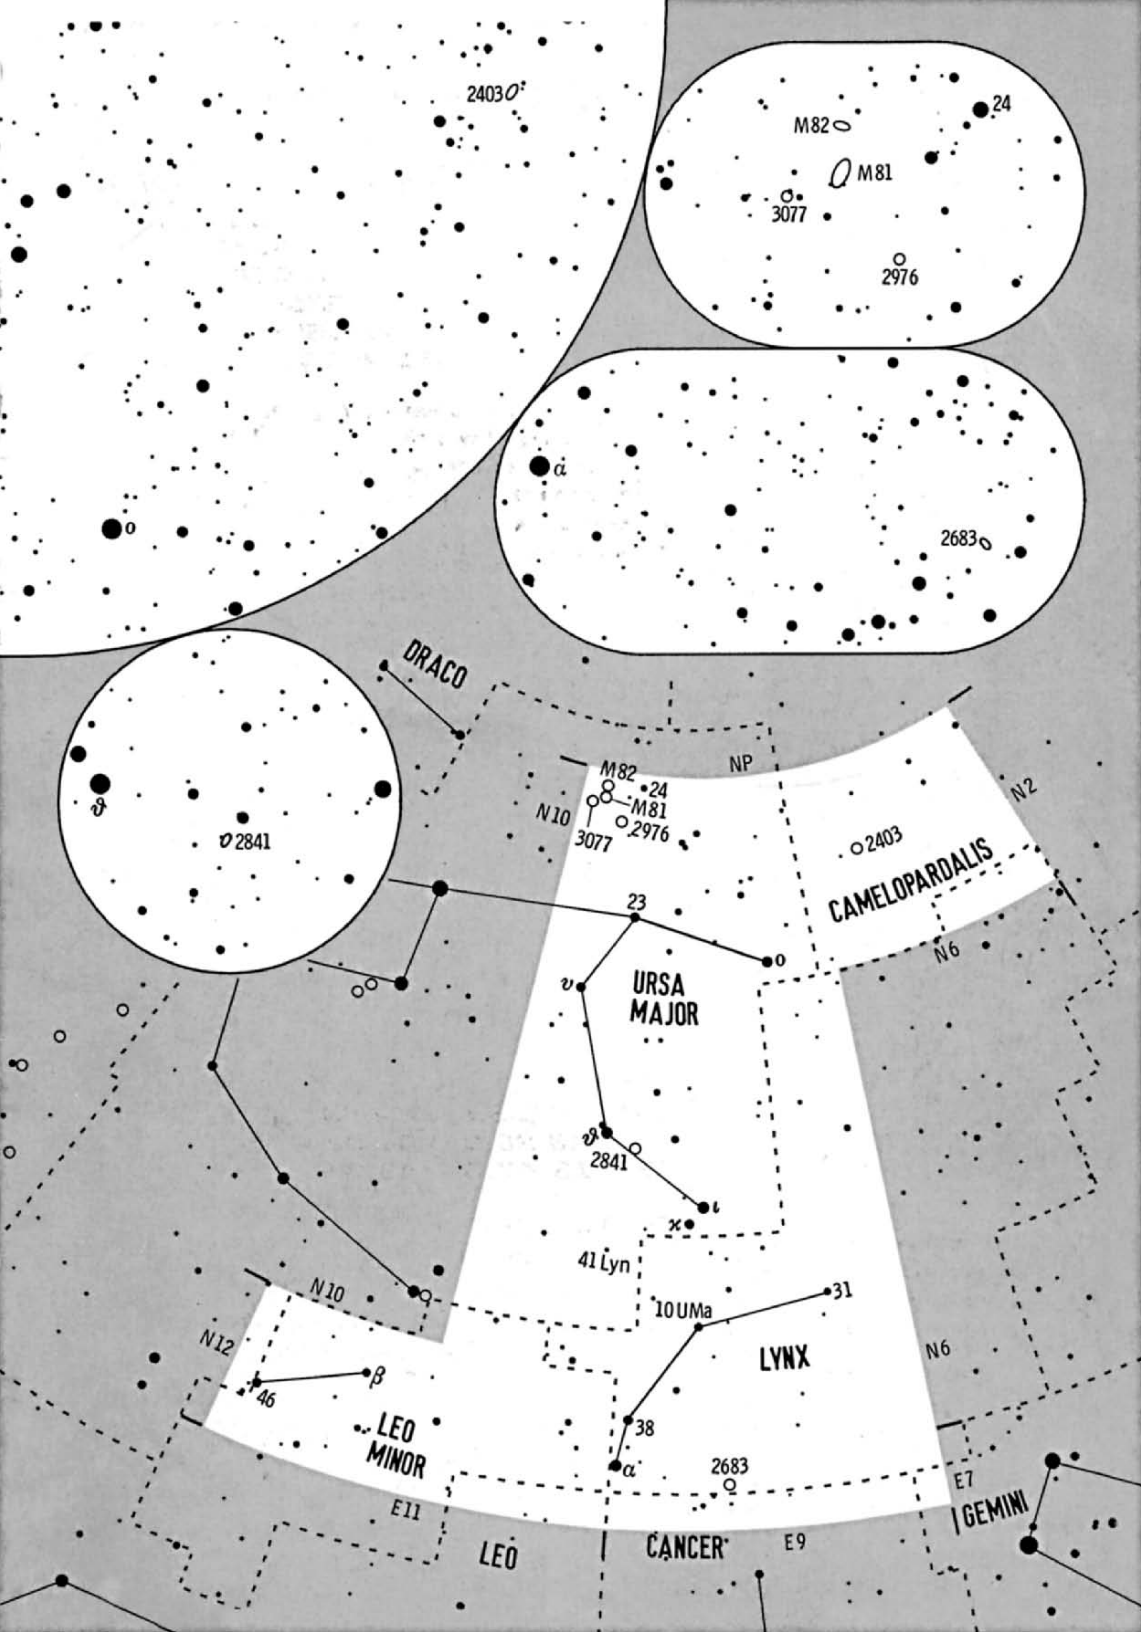 2403
24
M82
M81
3077
2976
α
2683
ο
ϑ
2841
DRACO
M82
24
NP
N10
M81
2976
3077
N2
2403
CAMELOPARDALIS
23
ο
N6
υ
URSA
MAJOR
ϑ
2841
ι
ϰ
41 Lyn
N10
10 UMa
31
N12
LYNX
N6
β
46
38
LEO
MINOR
α
2683
E7
E11
GEMINI
LEO
CANCER
E9